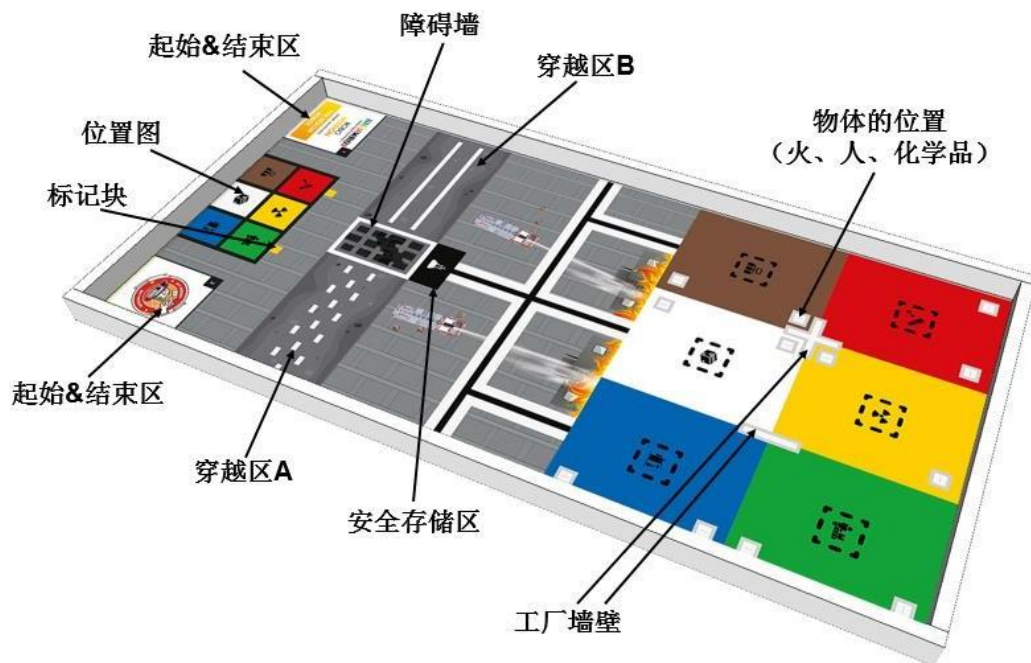 障碍墙
起始&结束区
穿越区B
物体的位置
（火、人、化学品）
位置图
标记块
起始&结束区
穿越区A
安全存储区
工厂墙壁